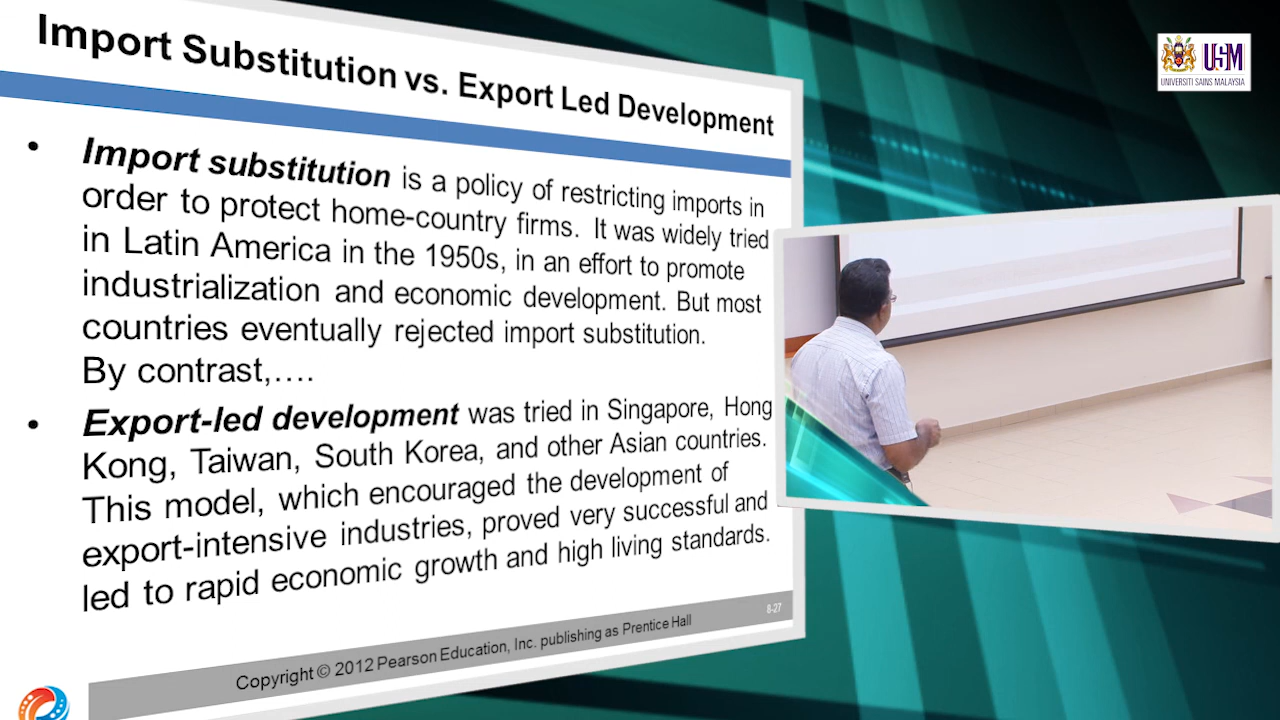 Import Substitution vs. Export Led Development
• Import substitution is a policy of restricting imports in
order to protect home-country firms. It was widely tried
in Latin America in the 1950s, in an effort to promote
industrialization and economic development. But most
countries eventually rejected import substitution.
By contrast,….
• Export-led development was tried in Singapore, Hong
Kong, Taiwan, South Korea, and other Asian countries.
This model, which encouraged the development of
export-intensive industries, proved very successful and
led to rapid economic growth and high living standards.
8-27
Copyright © 2012 Pearson Education, Inc. publishing as Prentice Hall
USM
UNIVERSITI SAINS MALAYSIA